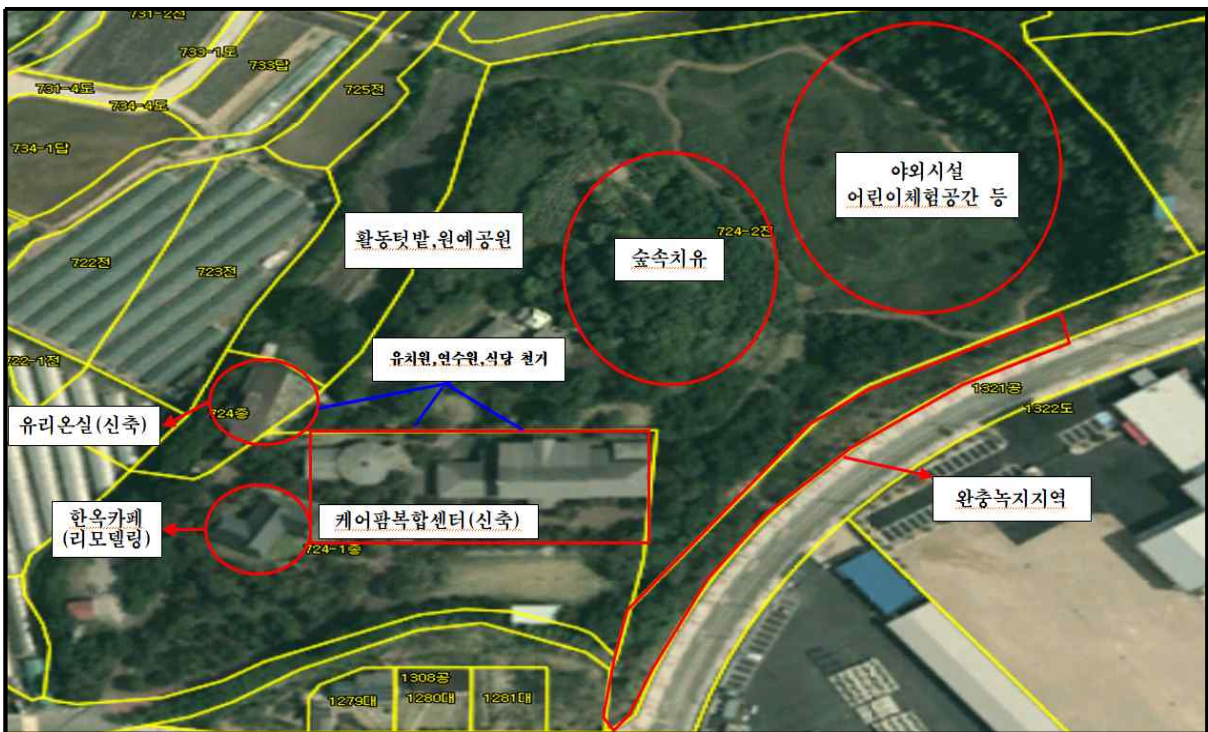 731-2전
733-1도
733답
731-4도
734-4도
725전
734-1답
야외시설
어린이체험공간 등
활동텃밭,원예공원
724-2전
숲속치유
722전
723전
722-1전
유치원,연수원,식당 철거
1321공
1322도
724종
유리온실(신축)
완충녹지지역
한옥카페
(리모델링)
케어팜복합센터(신축)
724-1종
1308공
1279대
1280대
1281대